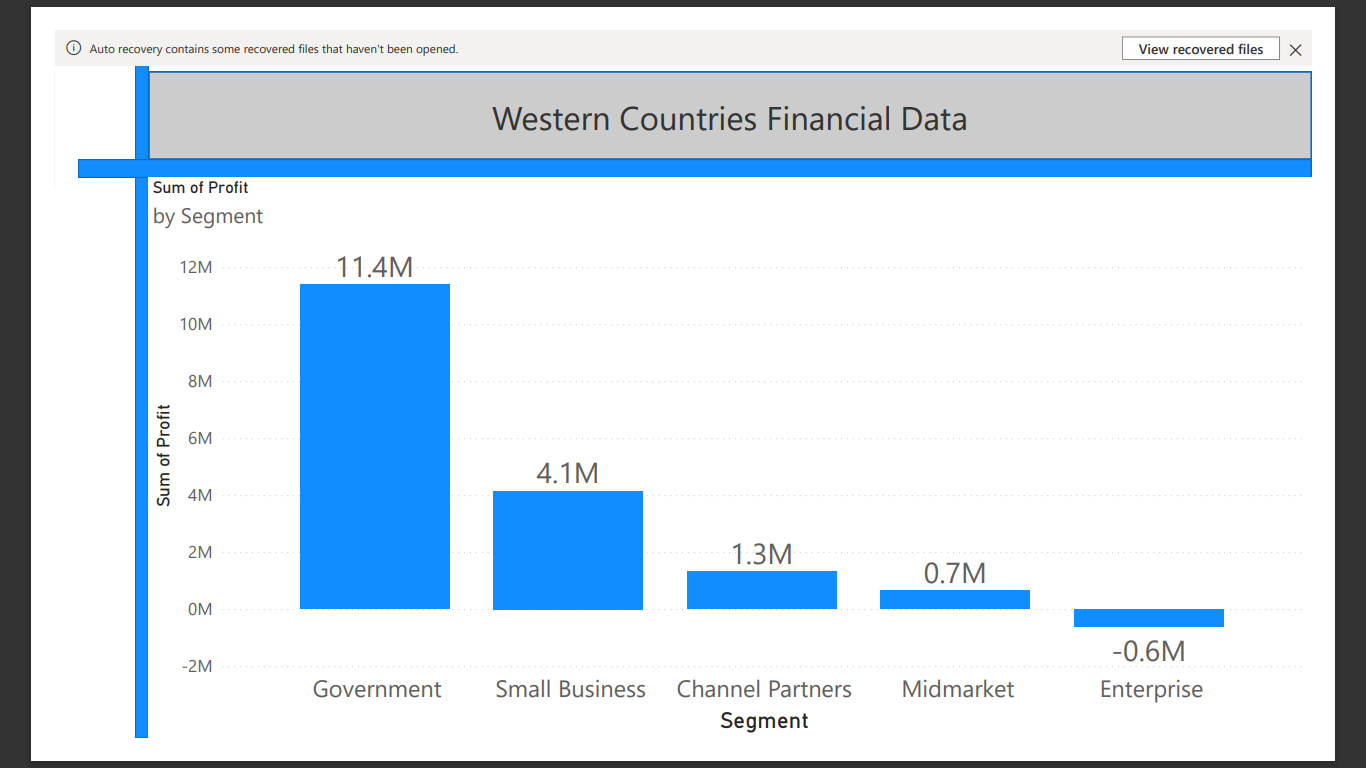 Auto recovery contains some recovered files that haven't been opened.
View recovered files
Western Countries Financial Data
Sum of Profit
by Segment
12M
10M
8M
6M
4M
2M
0M
-2M
Sum of Profit
11.4M
4.1M
1.3M
0.7M
-0.6M
Government Small Business Channel Partners Midmarket Enterprise
Segment